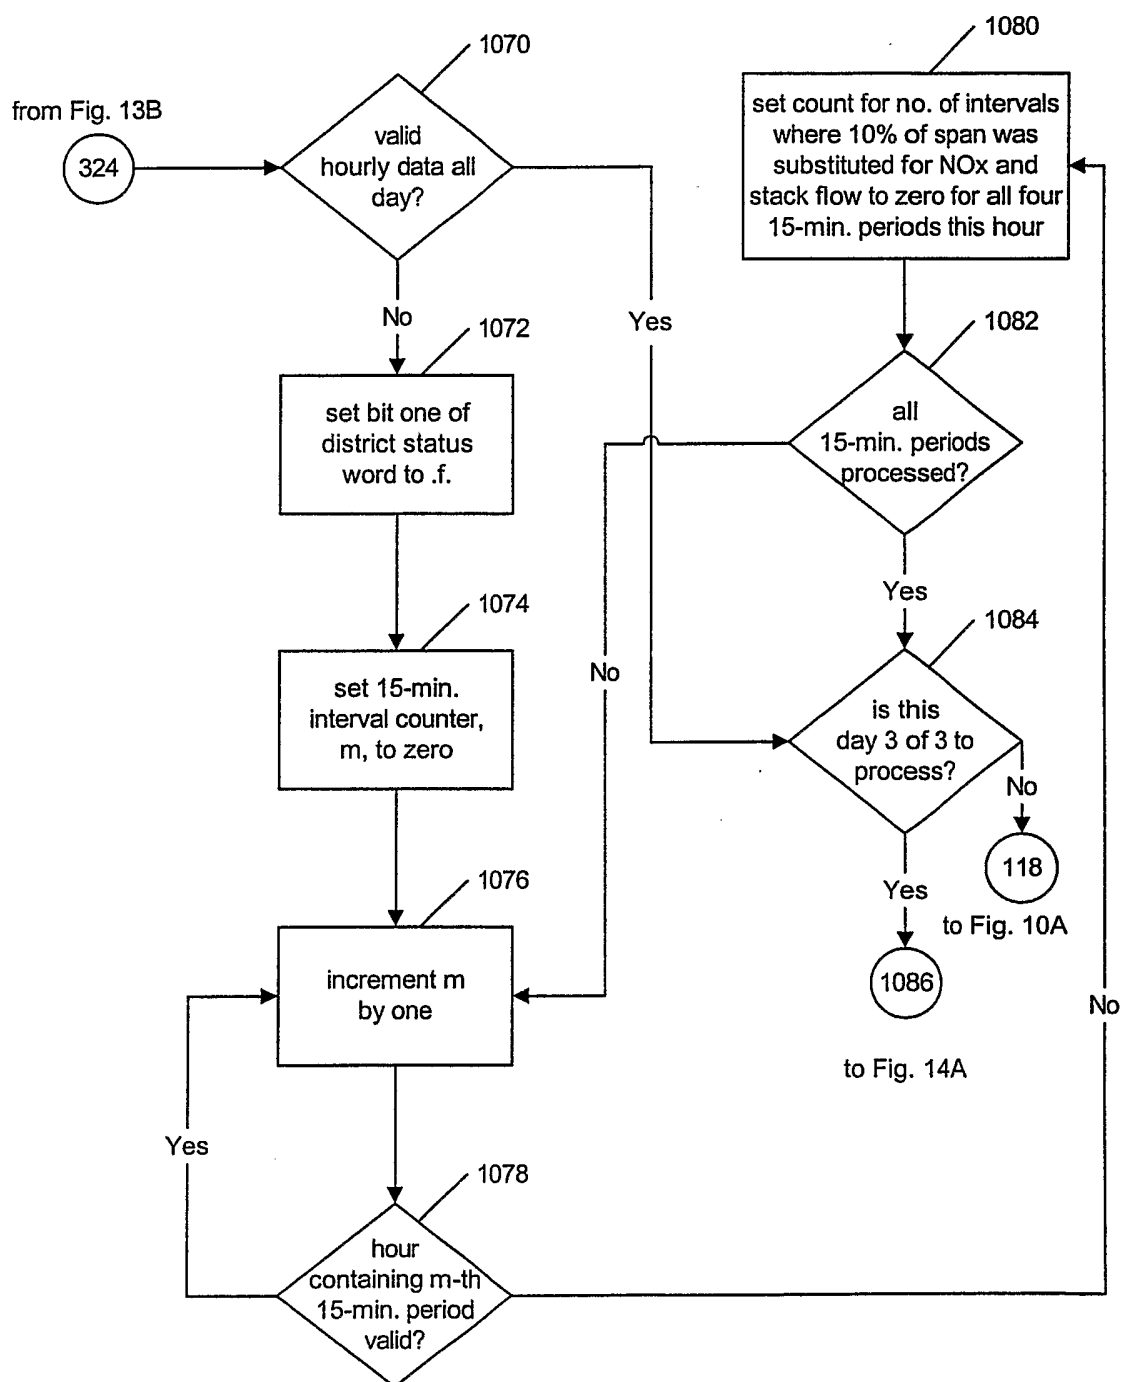 from Fig. 13B
324
1070
valid
hourly data all
day?
No
Yes
1072
set bit one of
district status
word to .f.
1074
set 15-min.
interval counter,
m, to zero
1076
increment m
by one
Yes
1078
hour
containing m-th
15-min. period
valid?
No
1080
set count for no. of intervals
where 10% of span was
substituted for NOx and
stack flow to zero for all four
15-min. periods this hour
1082
all
15-min. periods
processed?
No
Yes
1084
is this
day 3 of 3 to
process?
No
118
to Fig. 10A
Yes
1086
to Fig. 14A